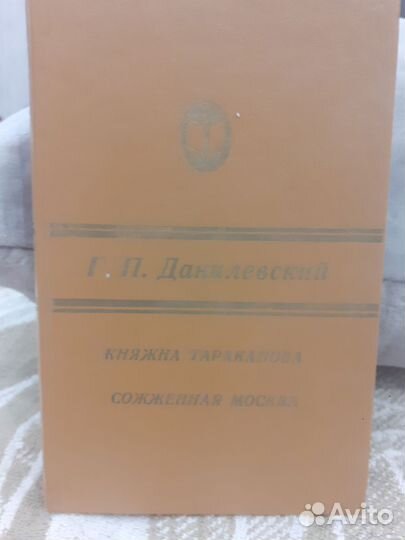 Г. П. Данилевский
КНЯЖНА ТАРАКАНОВА
СОЖЖЕННАЯ МОСКВА
Avito